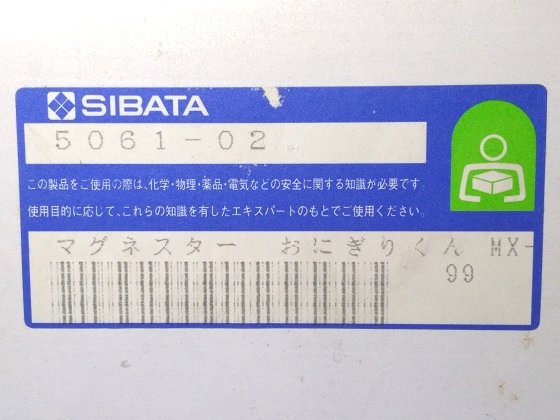 SIBATA
5061-02
この製品をご使用の際は、化学・物理・薬品・電気などの安全に関する知識が必要です。
使用目的に応じて、これらの知識を有したエキスパートのもとでご使用ください。
マグネスター おにぎりくん MX-
99